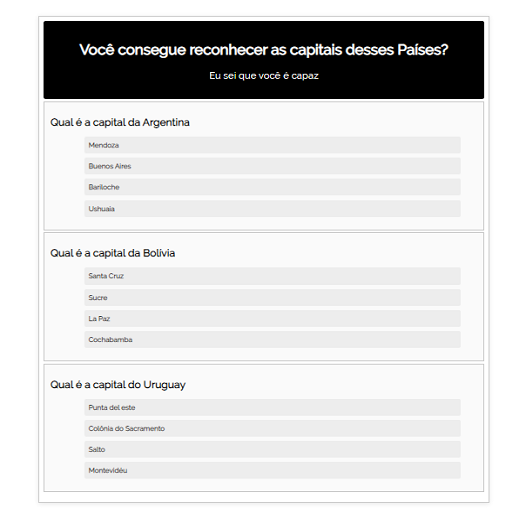 Você consegue reconhecer as capitais desses Países?
Eu sei que você é capaz
Qual é a capital da Argentina
Mendoza
Buenos Aires
Bariloche
Ushuaia
Qual é a capital da Bolívia
Santa Cruz
Sucre
La Paz
Cochabamba
Qual é a capital do Uruguay
Punta del este
Colônia do Sacramento
Salto
Montevidéu